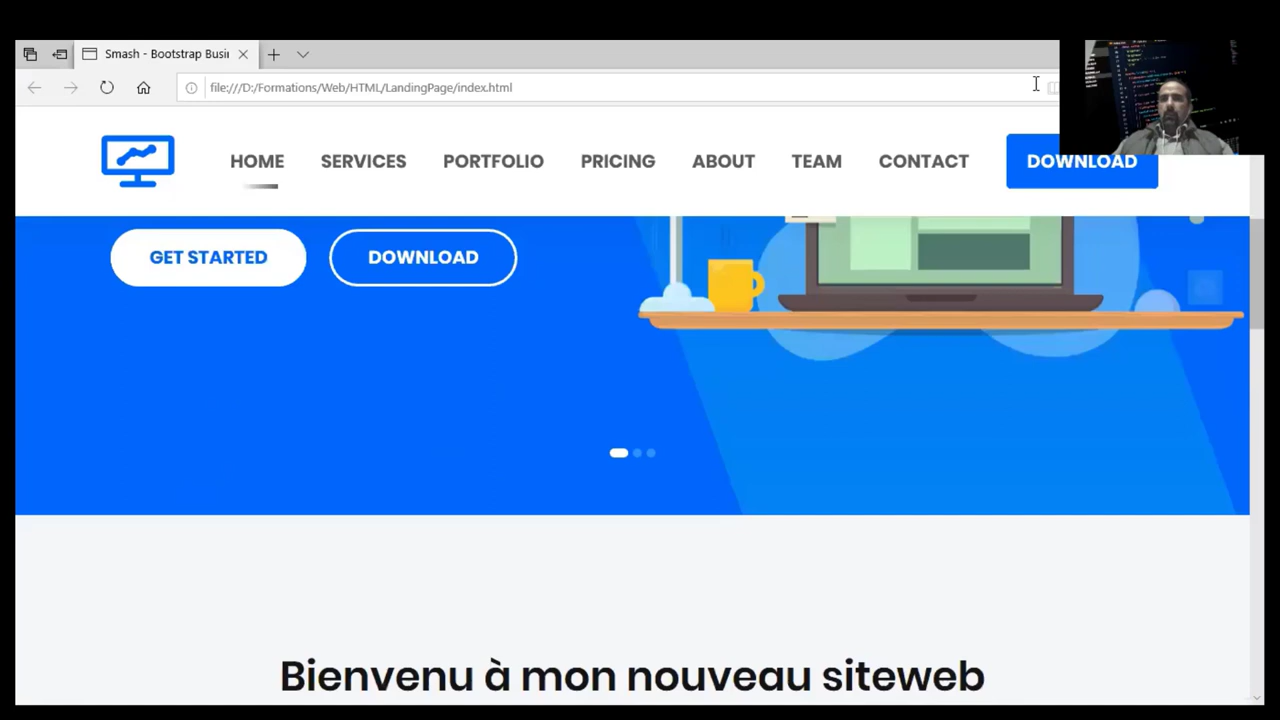 Smash - Bootstrap Busi
file:///D:/Formations/Web/HTML/LandingPage/index.html
HOME SERVICES PORTFOLIO PRICING ABOUT TEAM CONTACT DOWNLOAD
GET STARTED DOWNLOAD
Bienvenu à mon nouveau siteweb